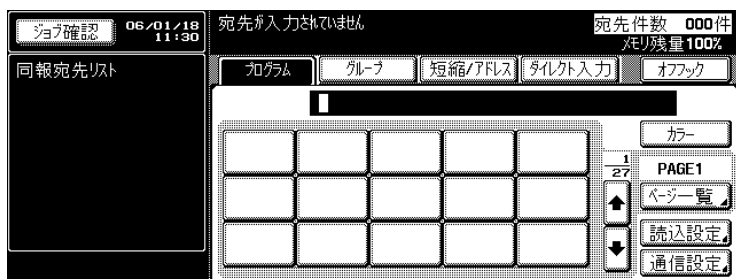 ジョブ確認
06/01/18
11:30
宛先が入力されていません
宛先件数 000件
メモリ残量100%
同報宛先リスト
プログラム
グループ
短縮/アドレス
ダイレクト入力
オフフック
カラー
1
27
PAGE1
ページ一覧
読込設定
通信設定